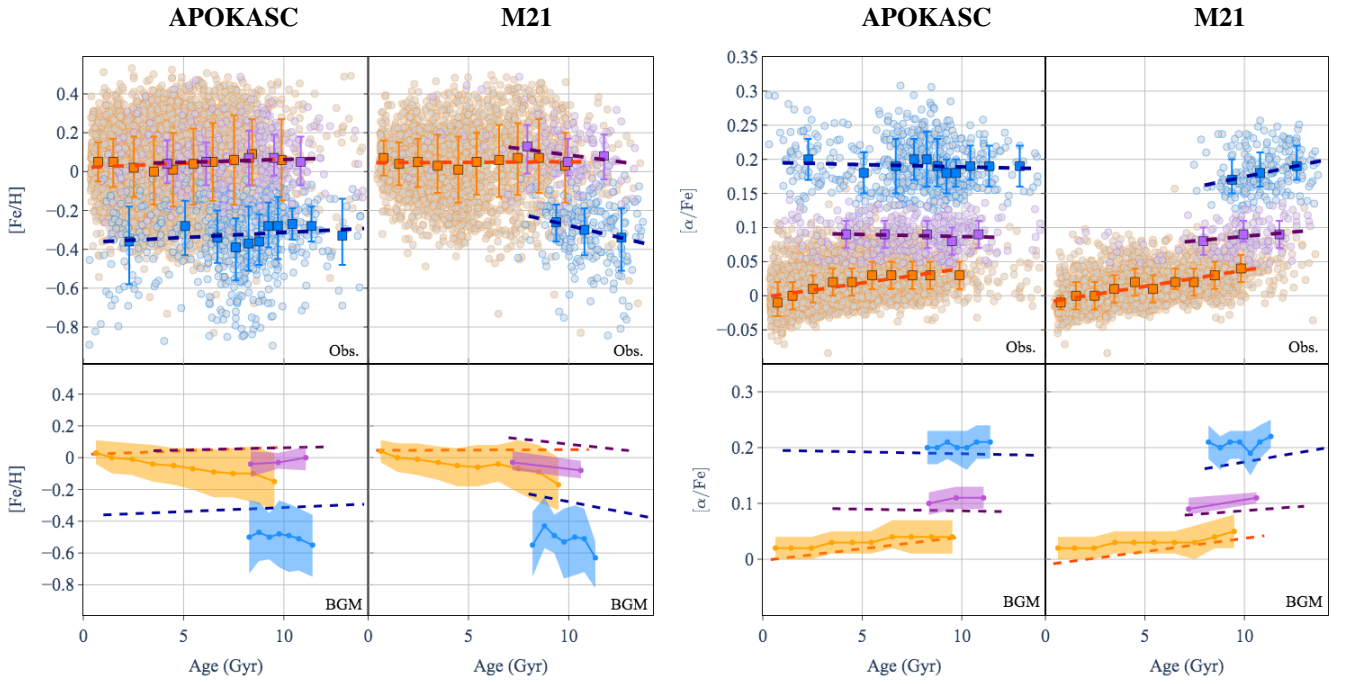 APOKASC M21 APOKASC M21
0.4
0.2
0
−0.2
−0.4
−0.6
−0.8
[Fe/H]
Obs. Obs.
0.35
0.3
0.25
0.2
0.15
0.1
0.05
0
−0.05
[α/Fe]
Obs. Obs.
0.4
0.2
0
−0.2
−0.4
−0.6
−0.8
[Fe/H]
BGM BGM
0.3
0.2
0.1
0
[α/Fe]
BGM BGM
0 5 10 0 5 10 0 5 10 0 5 10
Age (Gyr) Age (Gyr) Age (Gyr) Age (Gyr)